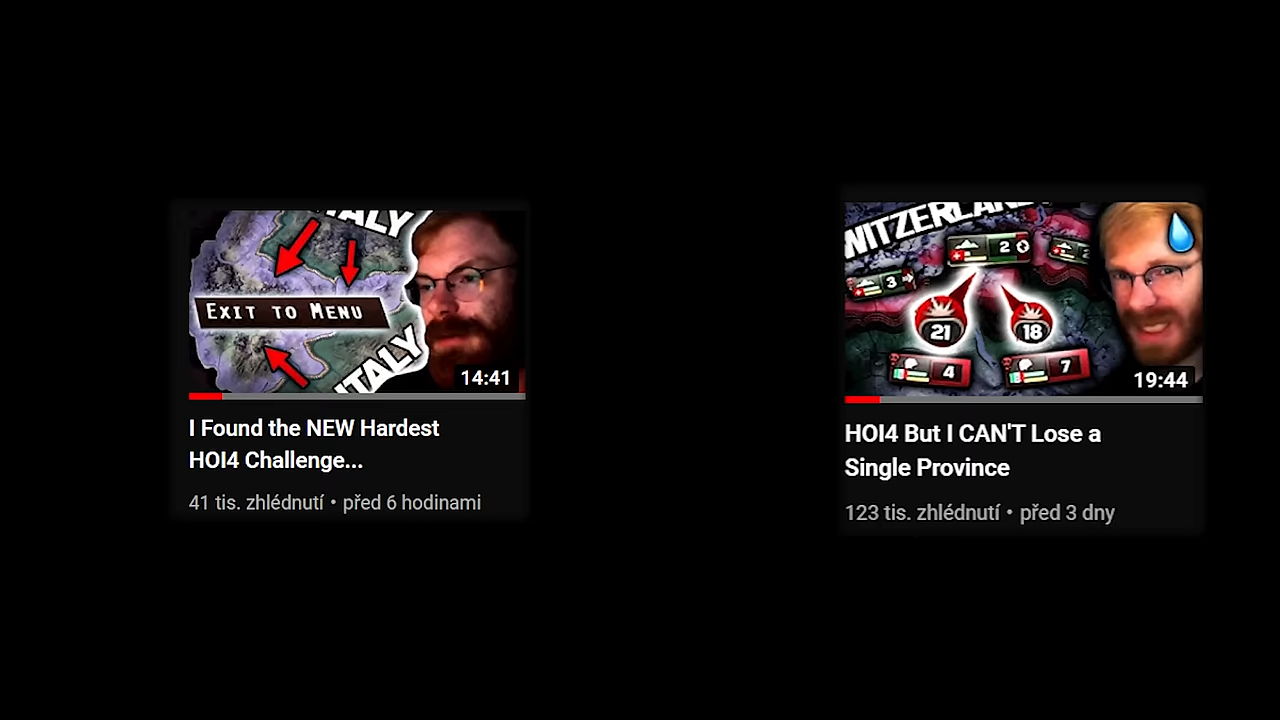 ITALY
EXIT TO MENU
ITALY
14:41
I Found the NEW Hardest
HOI4 Challenge...
41 tis. zhlédnutí • před 6 hodinami
WITZERLAND
2
2
3
21
18
4
7
19:44
HOI4 But I CAN'T Lose a
Single Province
123 tis. zhlédnutí • před 3 dny